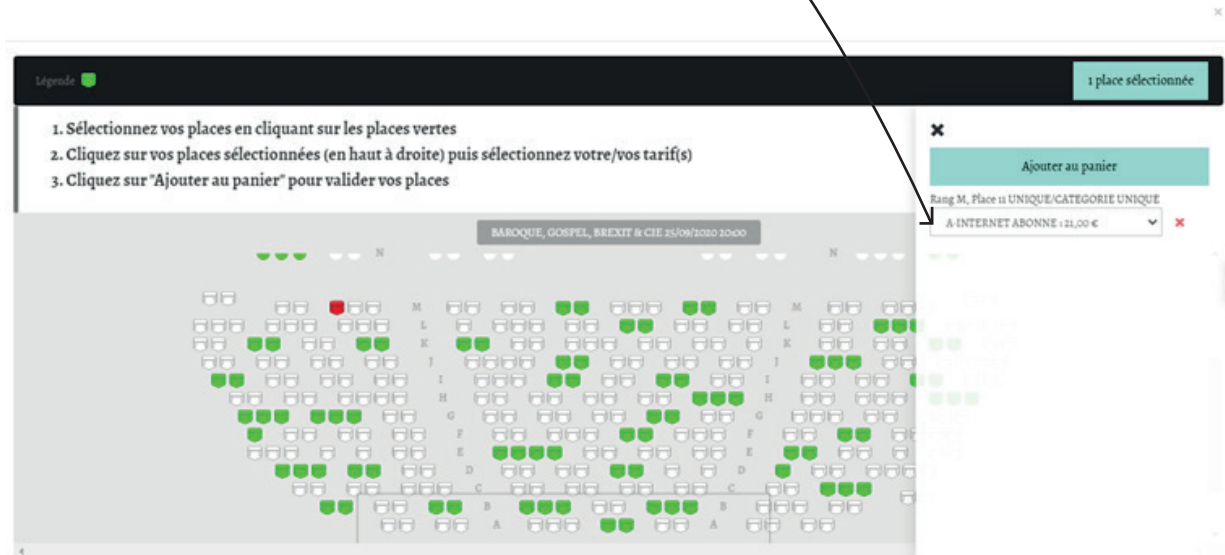 Légende
1 place sélectionnée
1. Sélectionnez vos places en cliquant sur les places vertes
2. Cliquez sur vos places sélectionnées (en haut à droite) puis sélectionnez votre/vos tarif(s)
3. Cliquez sur "Ajouter au panier" pour valider vos places
Ajouter au panier
Rang M, Place 11 UNIQUE/CATEGORIE UNIQUE
A-INTERNET ABONNE : 21,00 €
BAROQUE, GOSPEL, BREXIT & CIE 25/09/2020 20:00
N N
M M
L L
K K
J J
I I
H H
G G
F F
E E
D D
C C
B B
A A